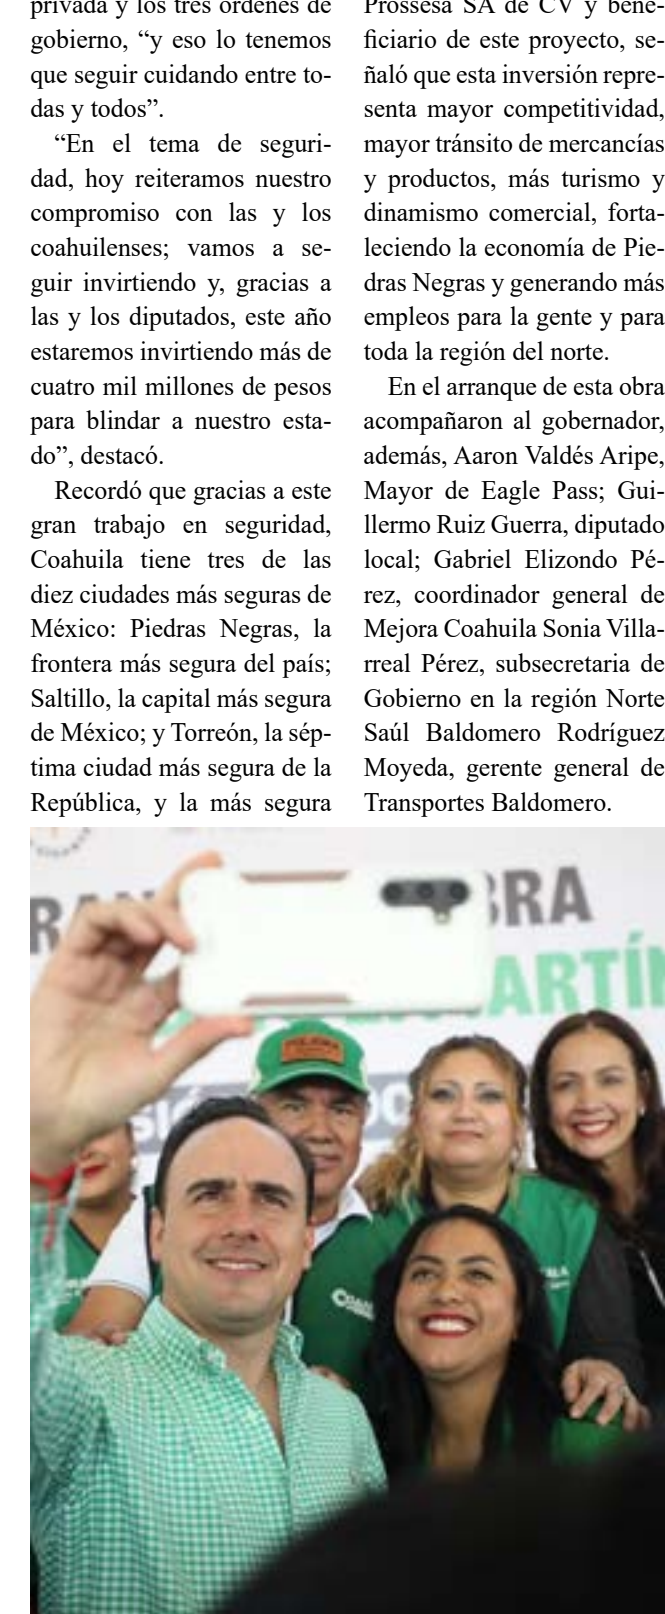 privada y los tres órdenes de
gobierno, “y eso lo tenemos
que seguir cuidando entre to-
das y todos”.
“En el tema de seguri-
dad, hoy reiteramos nuestro
compromiso con las y los
coahuilenses; vamos a se-
guir invirtiendo y, gracias a
las y los diputados, este año
estaremos invirtiendo más de
cuatro mil millones de pesos
para blindar a nuestro esta-
do”, destacó.
Recordó que gracias a este
gran trabajo en seguridad,
Coahuila tiene tres de las
diez ciudades más seguras de
México: Piedras Negras, la
frontera más segura del país;
Saltillo, la capital más segura
de México; y Torreón, la sép-
tima ciudad más segura de la
República, y la más segura
Prossesa SA de CV y bene-
ficiario de este proyecto, se-
ñaló que esta inversión repre-
senta mayor competitividad,
mayor tránsito de mercancías
y productos, más turismo y
dinamismo comercial, forta-
leciendo la economía de Pie-
dras Negras y generando más
empleos para la gente y para
toda la región del norte.
En el arranque de esta obra
acompañaron al gobernador,
además, Aaron Valdés Aripe,
Mayor de Eagle Pass; Gui-
llermo Ruiz Guerra, diputado
local; Gabriel Elizondo Pé-
rez, coordinador general de
Mejora Coahuila Sonia Villa-
rreal Pérez, subsecretaria de
Gobierno en la región Norte
Saúl Baldomero Rodríguez
Moyeda, gerente general de
Transportes Baldomero.
RAN BRA
ARTÍN